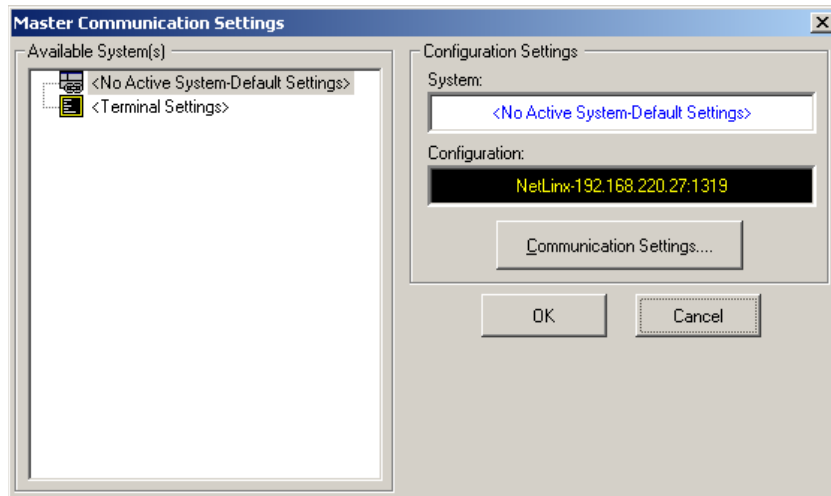 Master Communication Settings
Available System(s)
<No Active System-Default Settings>
<Terminal Settings>
Configuration Settings
System:
<No Active System-Default Settings>
Configuration:
NetLinx-192.168.220.27:1319
Communication Settings....
OK
Cancel